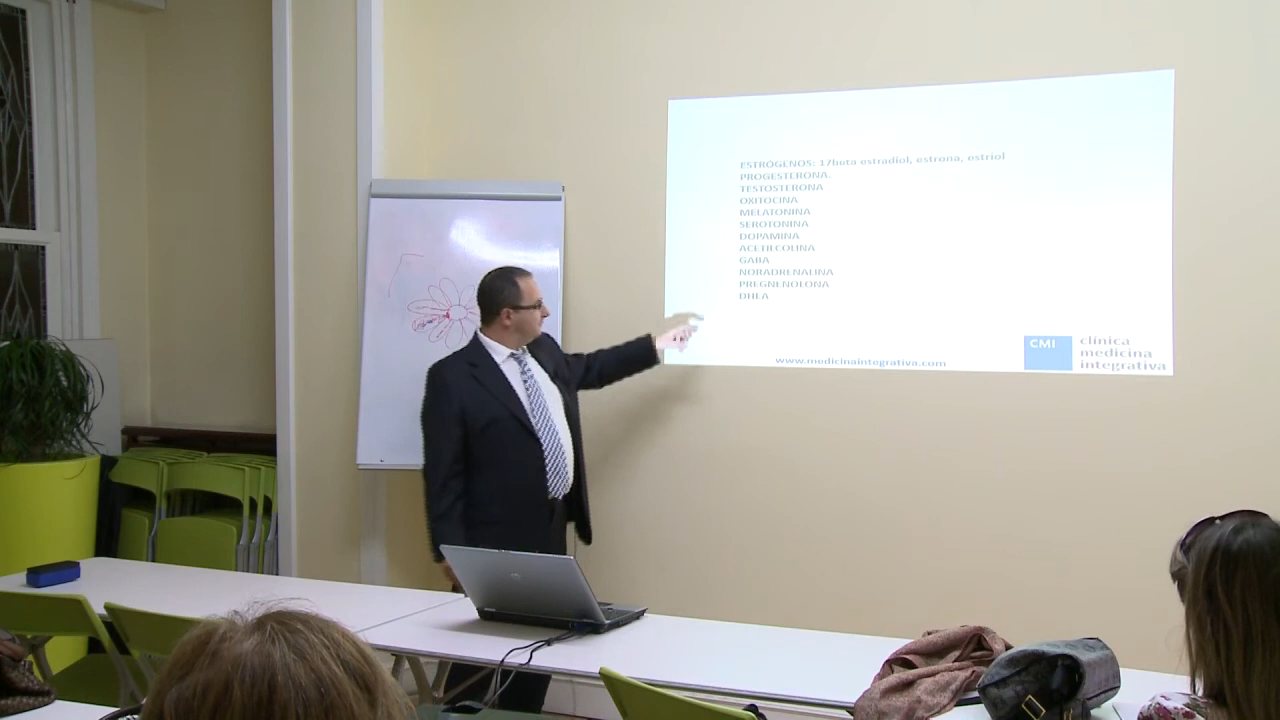 ESTRÓGENOS: 17beta estradiol, estrona, estriol
PROGESTERONA.
TESTOSTERONA
OXITOCINA
MELATONINA
SEROTONINA
DOPAMINA
ACETILCOLINA
GABA
NORADRENALINA
PREGNENOLONA
DHEA
www.medicinaintegrativa.com
CMI
clínica
medicina
integrativa